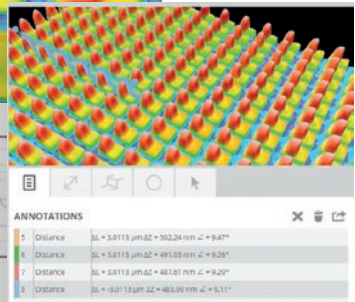 ANNOTATIONS
5 Distance ΔL = 3.0113 µm ΔZ = 502.24 nm ∠ = 9.47°
6 Distance ΔL = 3.0113 µm ΔZ = 491.03 nm ∠ = 9.26°
7 Distance ΔL = 3.0113 µm ΔZ = 487.61 nm ∠ = 9.20°
8 Distance ΔL = -3.0113 µm ΔZ = 483.09 nm ∠ = 9.11°